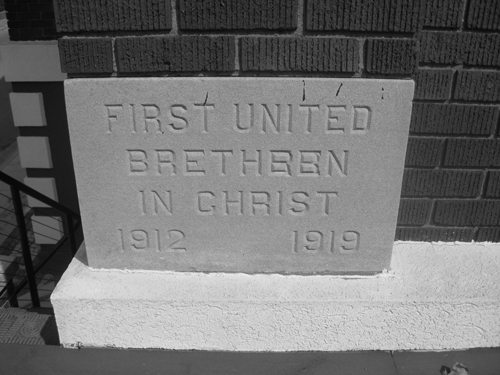 FIRST UNITED
BRETHREN
IN CHRIST
1912 1919